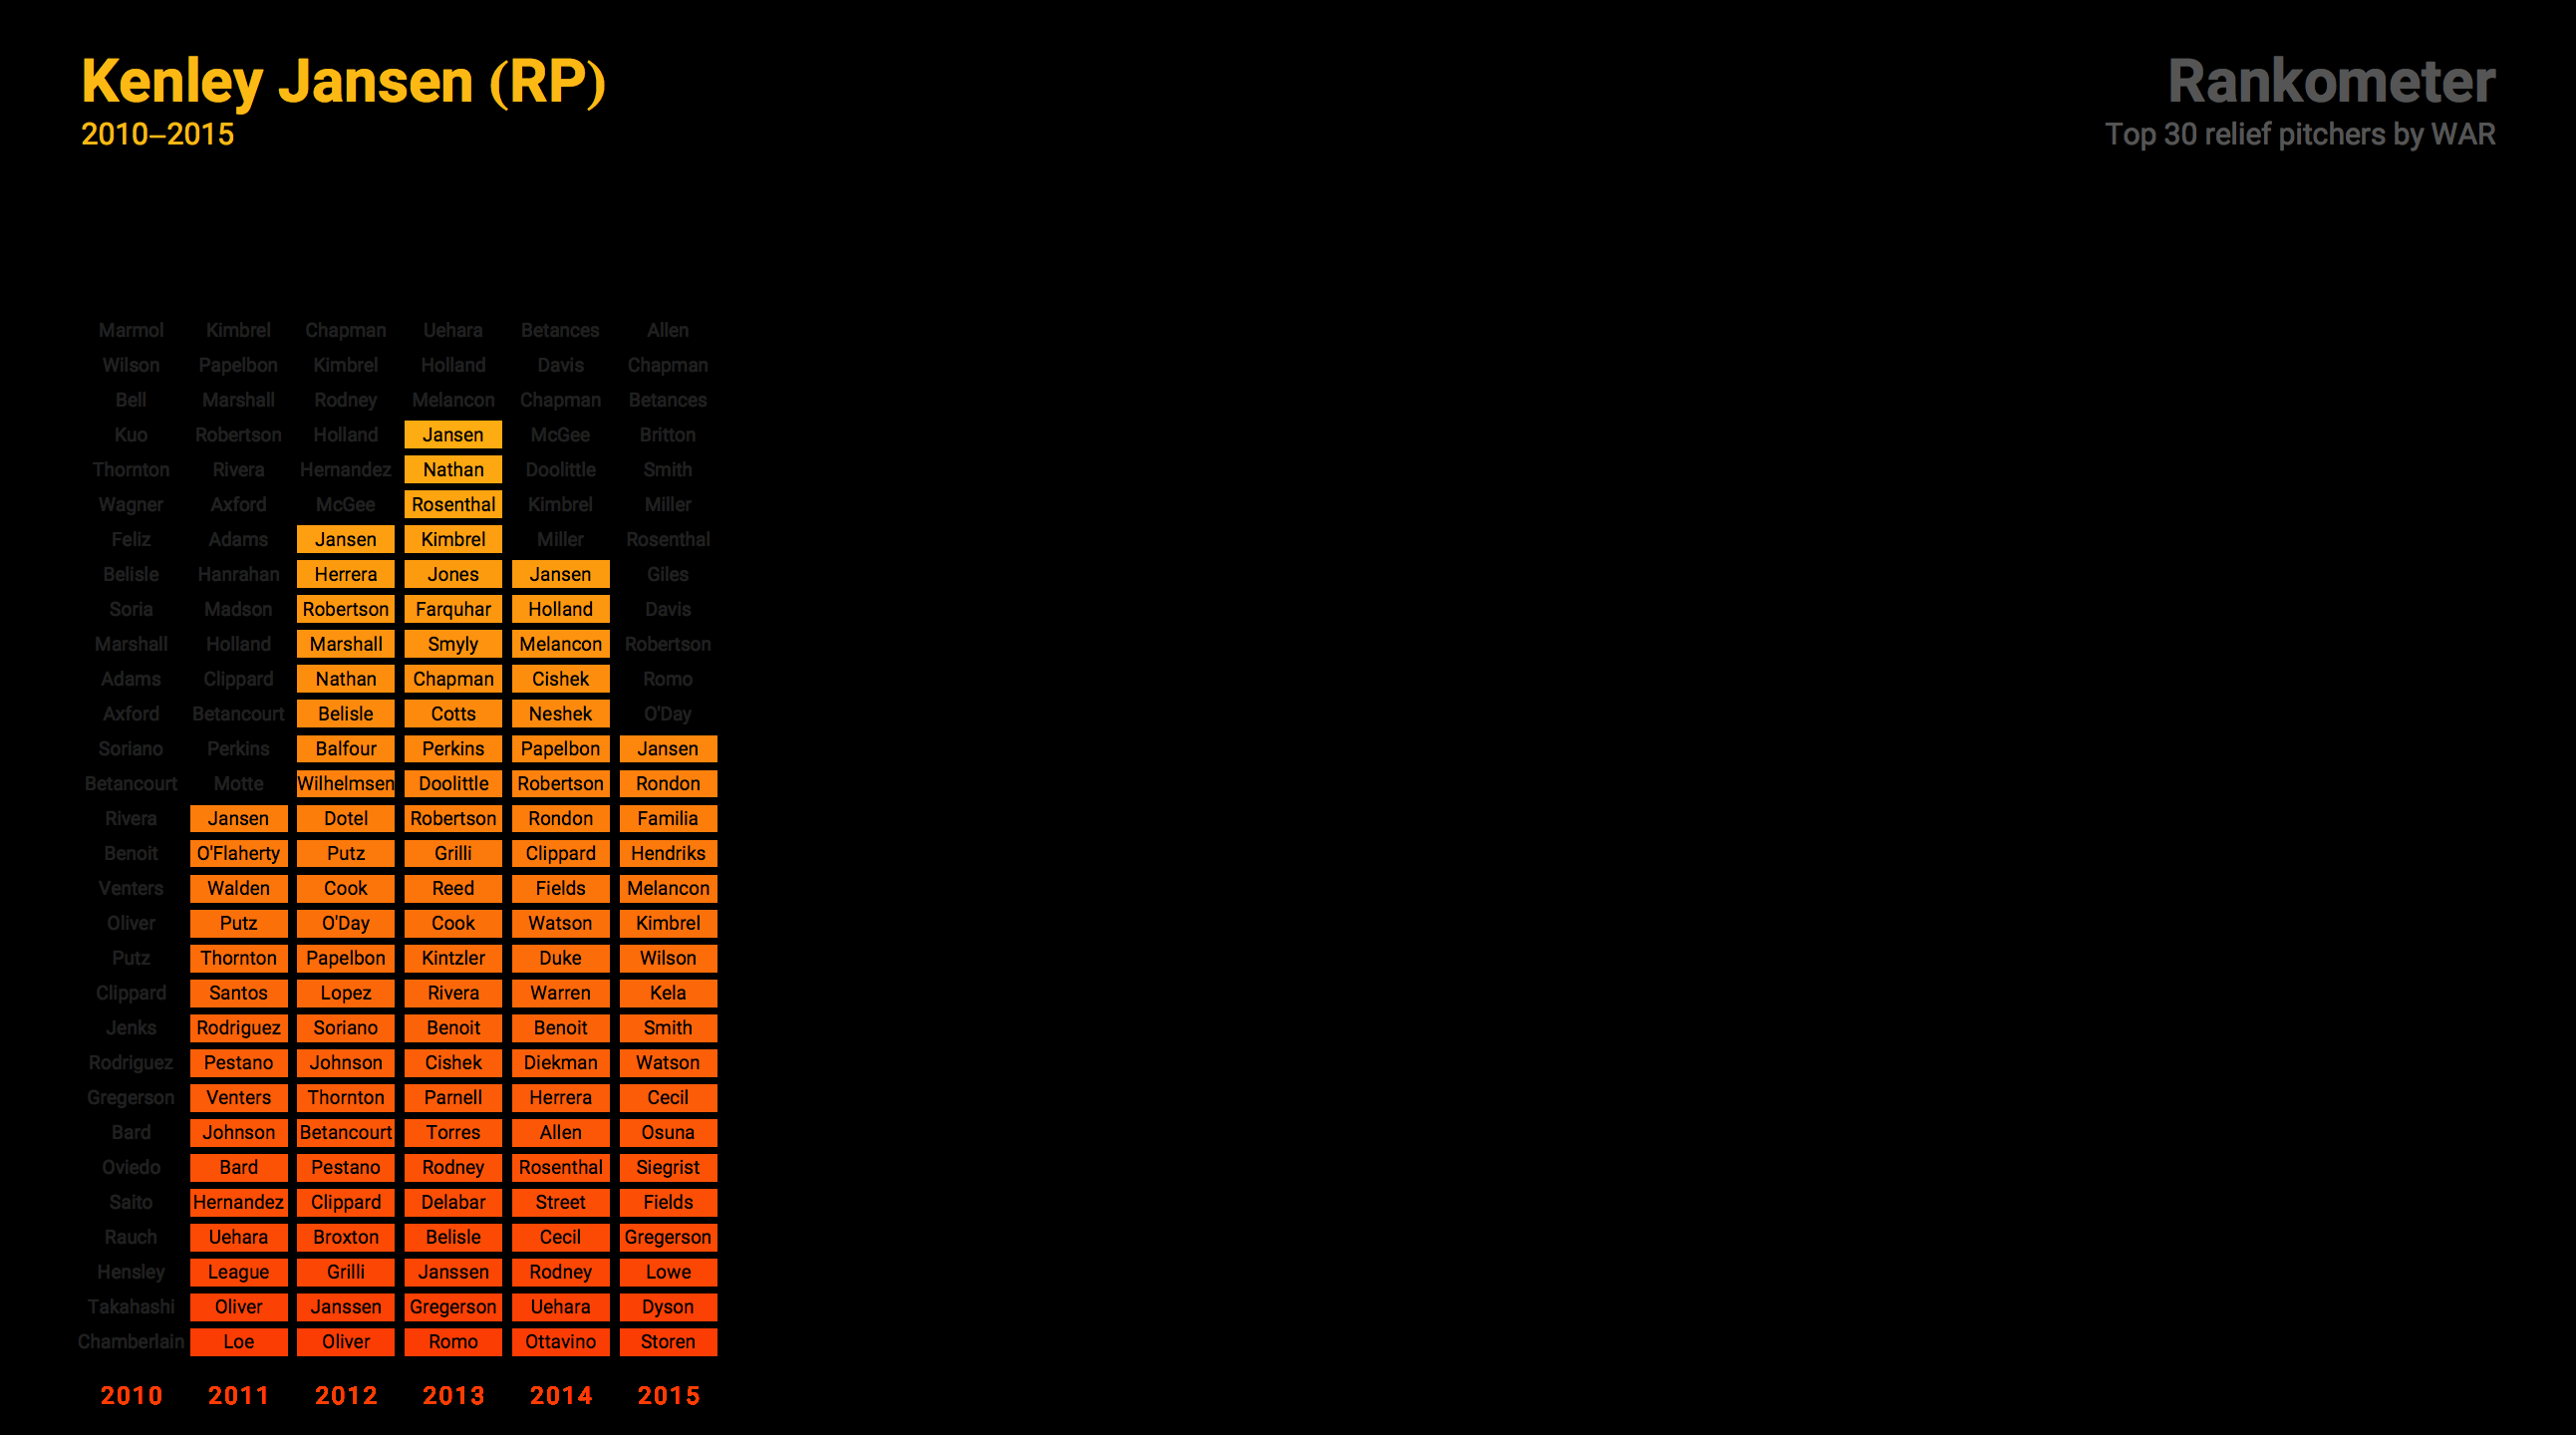 Kenley Jansen (RP)
2010–2015
Rankometer
Top 30 relief pitchers by WAR
Marmol Kimbrel Chapman Uehara Betances Allen
Wilson Papelbon Kimbrel Holland Davis Chapman
Bell Marshall Rodney Melancon Chapman Betances
Kuo Robertson Holland Jansen McGee Britton
Thornton Rivera Hernandez Nathan Doolittle Smith
Wagner Axford McGee Rosenthal Kimbrel Miller
Feliz Adams Jansen Kimbrel Miller Rosenthal
Belisle Hanrahan Herrera Jones Jansen Giles
Soria Madson Robertson Farquhar Holland Davis
Marshall Holland Marshall Smyly Melancon Robertson
Adams Clippard Nathan Chapman Cishek Romo
Axford Betancourt Belisle Cotts Neshek O'Day
Soriano Perkins Balfour Perkins Papelbon Jansen
Betancourt Motte Wilhelmsen Doolittle Robertson Rondon
Rivera Jansen Dotel Robertson Rondon Familia
Benoit O'Flaherty Putz Grilli Clippard Hendriks
Venters Walden Cook Reed Fields Melancon
Oliver Putz O'Day Cook Watson Kimbrel
Putz Thornton Papelbon Kintzler Duke Wilson
Clippard Santos Lopez Rivera Warren Kela
Jenks Rodriguez Soriano Benoit Benoit Smith
Rodriguez Pestano Johnson Cishek Diekman Watson
Gregerson Venters Thornton Parnell Herrera Cecil
Bard Johnson Betancourt Torres Allen Osuna
Oviedo Bard Pestano Rodney Rosenthal Siegrist
Saito Hernandez Clippard Delabar Street Fields
Rauch Uehara Broxton Belisle Cecil Gregerson
Hensley League Grilli Janssen Rodney Lowe
Takahashi Oliver Janssen Gregerson Uehara Dyson
Chamberlain Loe Oliver Romo Ottavino Storen
2010 2011 2012 2013 2014 2015